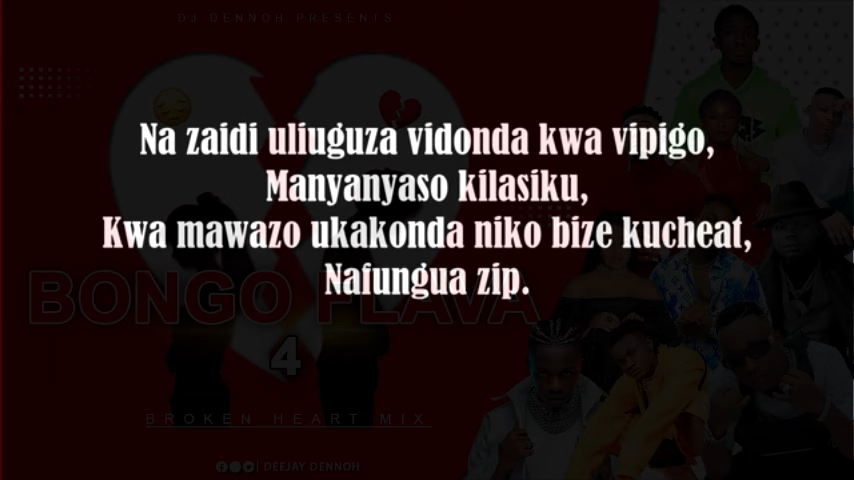 DJ DENNOH PRESENTS
Na zaidi uliuguza vidonda kwa vipigo,
Manyanyaso kilasiku,
Kwa mawazo ukakonda niko bize kucheat,
Nafungua zip.
BONGO FLAVA
4
BROKEN HEART MIX
DEEJAY DENNOH